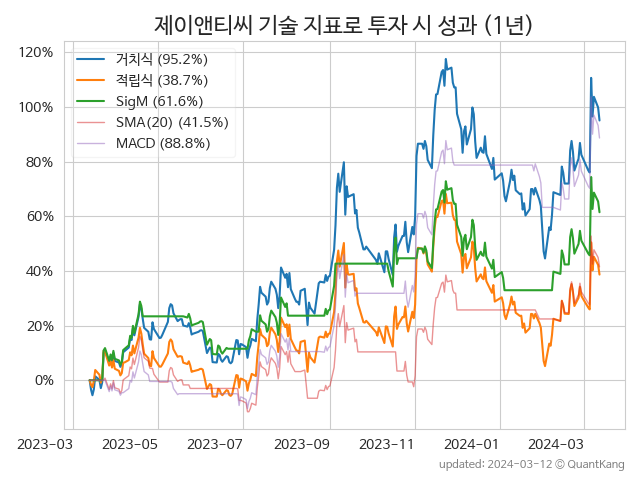 제이앤티씨 기술 지표로 투자 시 성과 (1년)
거치식 (95.2%)
적립식 (38.7%)
SigM (61.6%)
SMA(20) (41.5%)
MACD (88.8%)
120%
100%
80%
60%
40%
20%
0%
2023-03 2023-05 2023-07 2023-09 2023-11 2024-01 2024-03
updated: 2024-03-12 © QuantKang